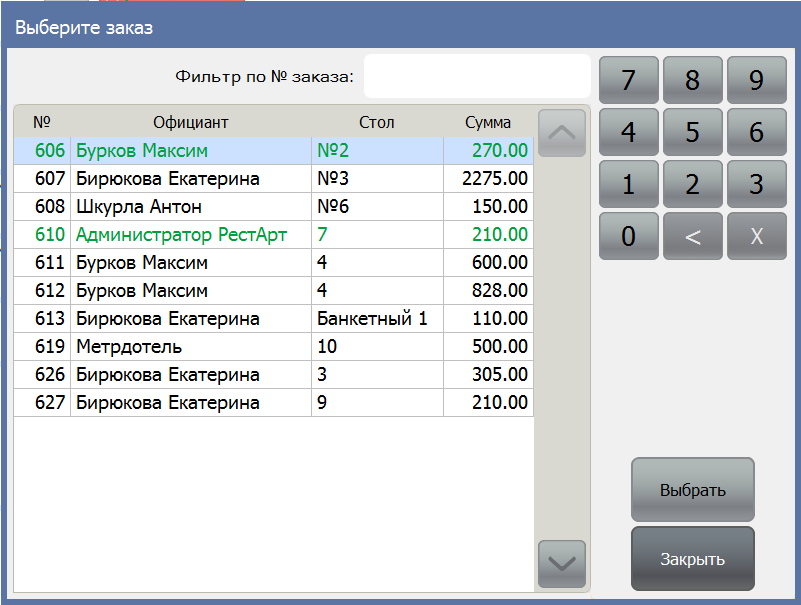 Выберите заказ
Фильтр по № заказа:
№ Официант Стол Сумма
606 Бурков Максим №2 270.00
607 Бирюкова Екатерина №3 2275.00
608 Шкурла Антон №6 150.00
610 Администратор РестАрт 7 210.00
611 Бурков Максим 4 600.00
612 Бурков Максим 4 828.00
613 Бирюкова Екатерина Банкетный 1 110.00
619 Метрдотель 10 500.00
626 Бирюкова Екатерина 3 305.00
627 Бирюкова Екатерина 9 210.00
7 8 9
4 5 6
1 2 3
0 < X
Выбрать
Закрыть